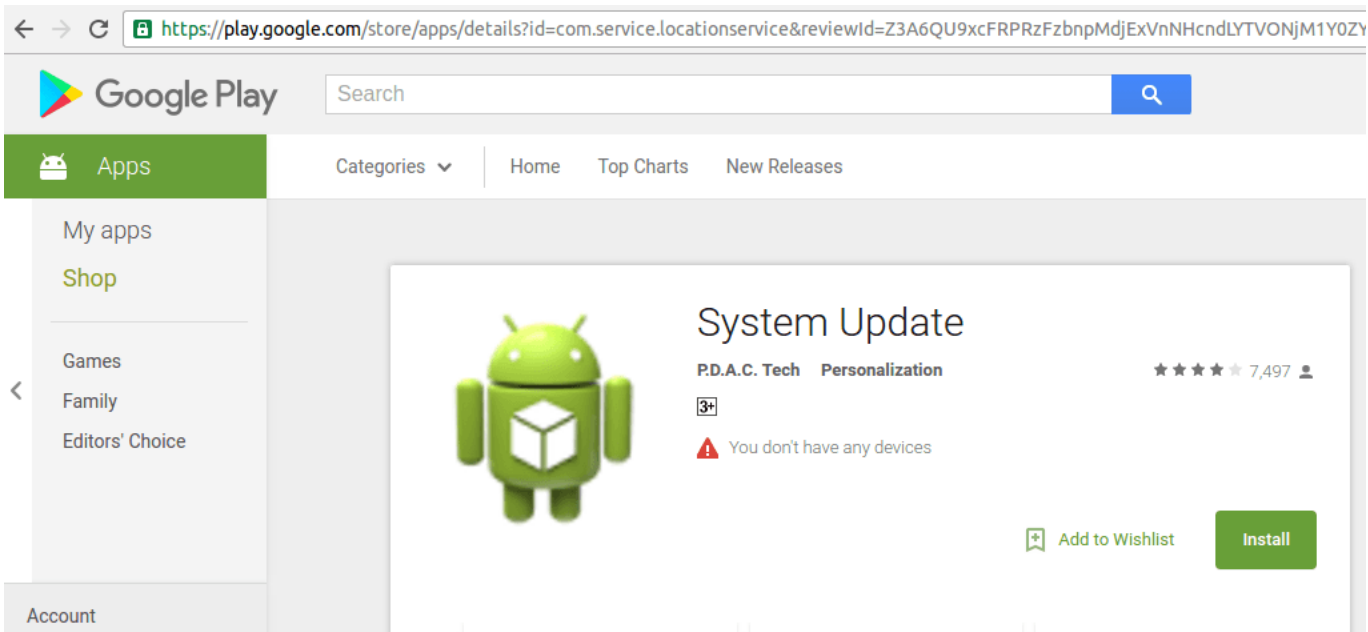 https://play.google.com/store/apps/details?id=com.service.locationservice&reviewId=Z3A6QU9xcFRPRzFzbnpMdjExVnNHcndLYTVONjM1Y0ZY
Google Play
Search
Apps
Categories
Home
Top Charts
New Releases
My apps
Shop
Games
Family
Editors' Choice
Account
System Update
P.D.A.C. Tech Personalization
7,497
3+
You don't have any devices
Add to Wishlist
Install